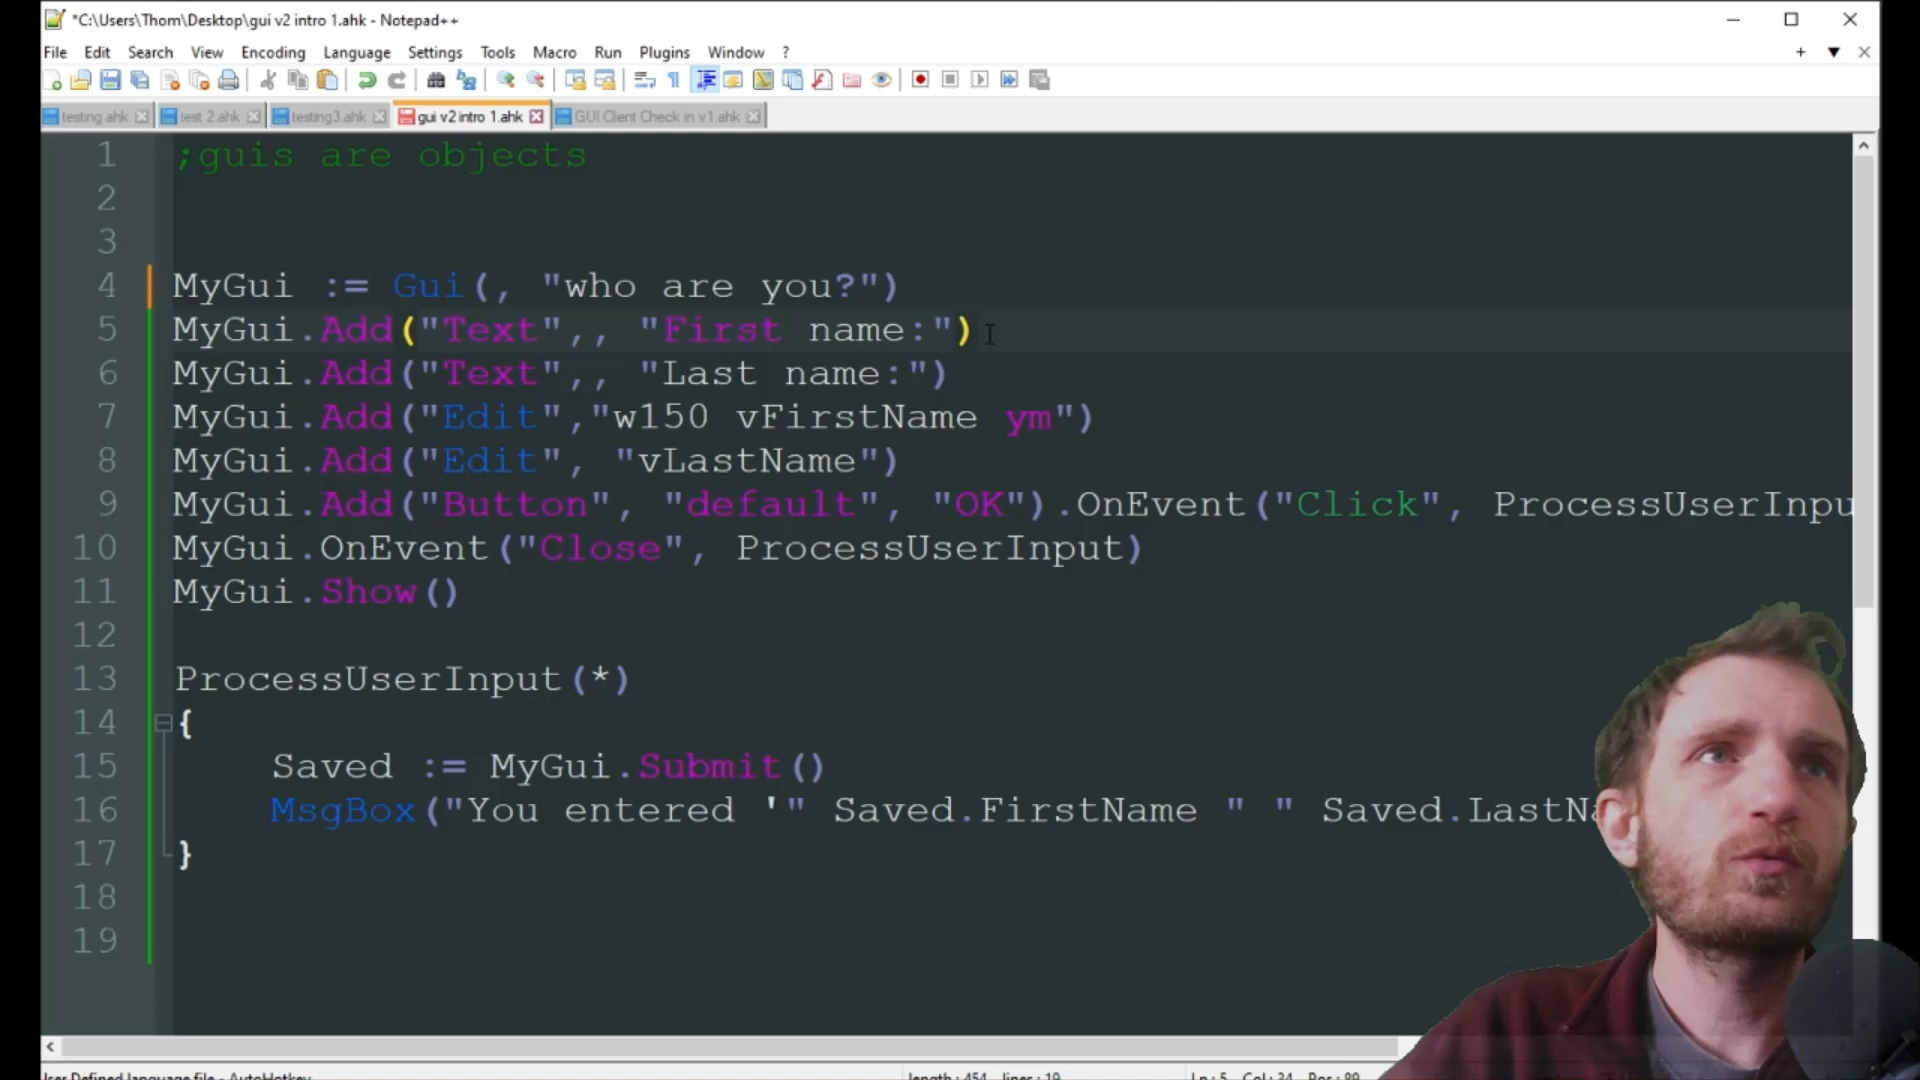 *C:\Users\Thom\Desktop\gui v2 intro 1.ahk - Notepad++
File Edit Search View Encoding Language Settings Tools Macro Run Plugins Window ?
testing.ahk test 2.ahk testing3.ahk gui v2 intro 1.ahk GUI Client Check in v1.ahk
1 ;guis are objects
2
3
4 MyGui := Gui(, "who are you?")
5 MyGui.Add("Text",, "First name:")
6 MyGui.Add("Text",, "Last name:")
7 MyGui.Add("Edit","w150 vFirstName ym")
8 MyGui.Add("Edit", "vLastName")
9 MyGui.Add("Button", "default", "OK").OnEvent("Click", ProcessUserInpu
10 MyGui.OnEvent("Close", ProcessUserInput)
11 MyGui.Show()
12
13 ProcessUserInput(*)
14 {
15 Saved := MyGui.Submit()
16 MsgBox("You entered '" Saved.FirstName " " Saved.LastNa
17 }
18
19
User Defined language file - AutoHotkey length : 454 lines : 19 Ln : 5 Col : 34 Pos : 89